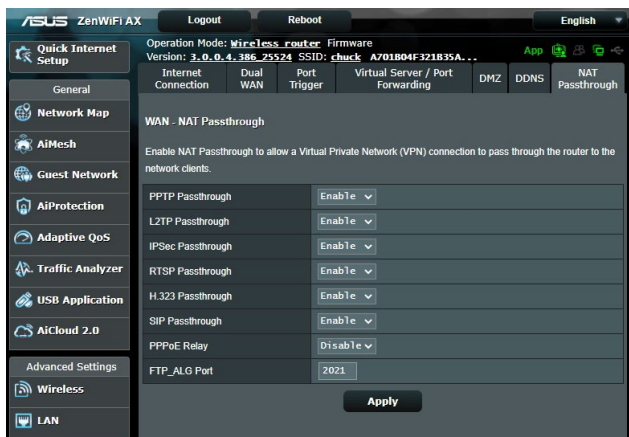 ASUS ZenWiFi AX Logout Reboot English
Quick Internet Setup
General
Network Map
AiMesh
Guest Network
AiProtection
Adaptive QoS
Traffic Analyzer
USB Application
AiCloud 2.0
Advanced Settings
Wireless
LAN
Operation Mode: Wireless router Firmware
Version: 3.0.0.4.386_25524 SSID: chuck A701B04F321B35A...
App
Internet Connection
Dual WAN
Port Trigger
Virtual Server / Port Forwarding
DMZ
DDNS
NAT Passthrough
WAN - NAT Passthrough
Enable NAT Passthrough to allow a Virtual Private Network (VPN) connection to pass through the router to the
network clients.
PPTP Passthrough Enable
L2TP Passthrough Enable
IPSec Passthrough Enable
RTSP Passthrough Enable
H.323 Passthrough Enable
SIP Passthrough Enable
PPPoE Relay Disable
FTP_ALG Port 2021
Apply